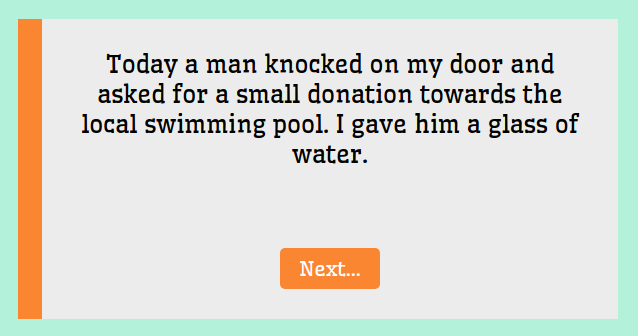 Today a man knocked on my door and
asked for a small donation towards the
local swimming pool. I gave him a glass of
water.
Next...